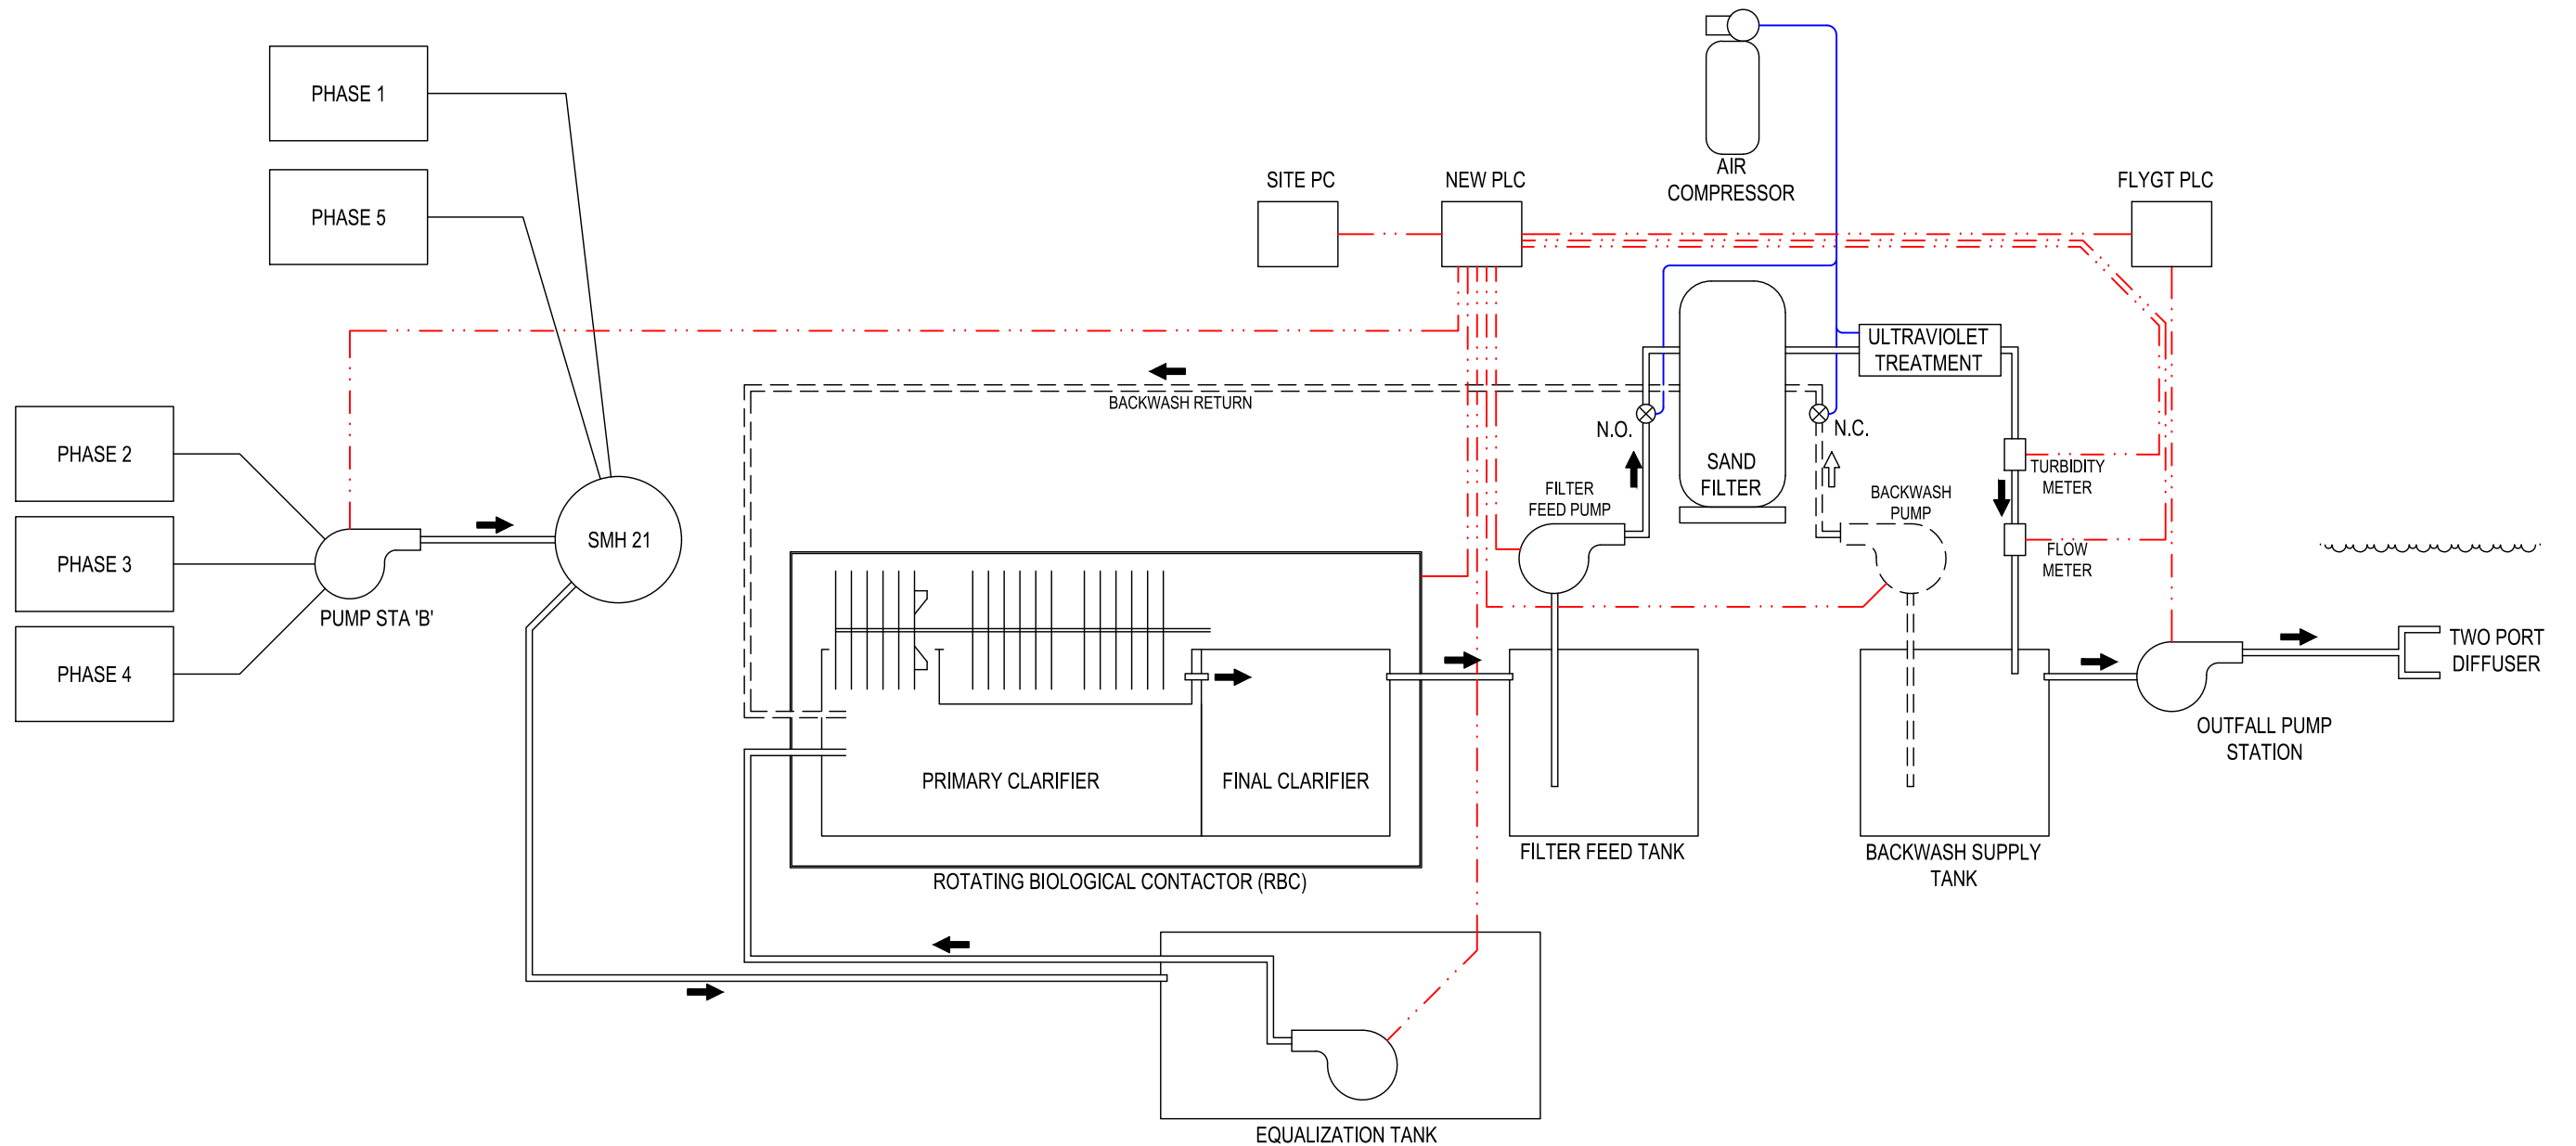 PHASE 1
PHASE 5
PHASE 2
PHASE 3
PHASE 4
PUMP STA 'B'
SMH 21
SITE PC
NEW PLC
AIR
COMPRESSOR
FLYGT PLC
BACKWASH RETURN
N.O.
N.C.
SAND
FILTER
ULTRAVIOLET
TREATMENT
TURBIDITY
METER
FLOW
METER
FILTER
FEED PUMP
BACKWASH
PUMP
PRIMARY CLARIFIER
FINAL CLARIFIER
ROTATING BIOLOGICAL CONTACTOR (RBC)
FILTER FEED TANK
BACKWASH SUPPLY
TANK
OUTFALL PUMP
STATION
TWO PORT
DIFFUSER
EQUALIZATION TANK